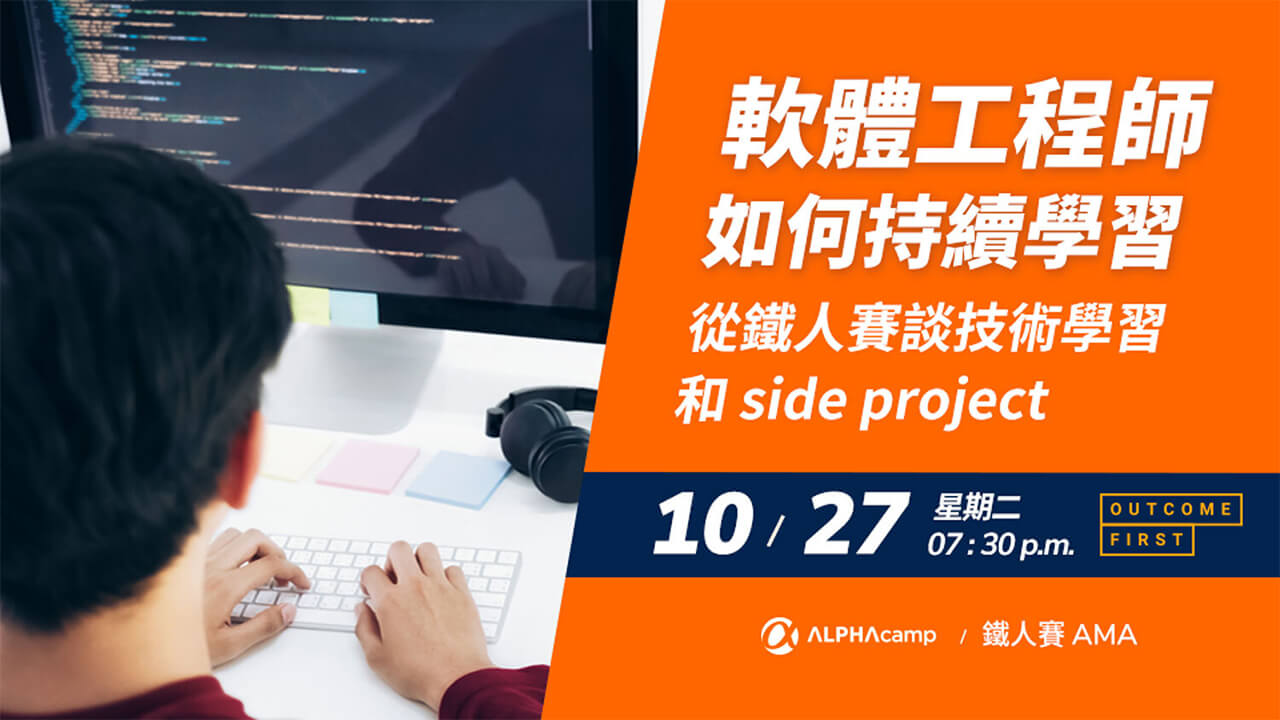 軟體工程師
如何持續學習
從鐵人賽談技術學習
和 side project
10 / 27
星期二
07 : 30 p.m.
OUTCOME
FIRST
ALPHAcamp / 鐵人賽 AMA